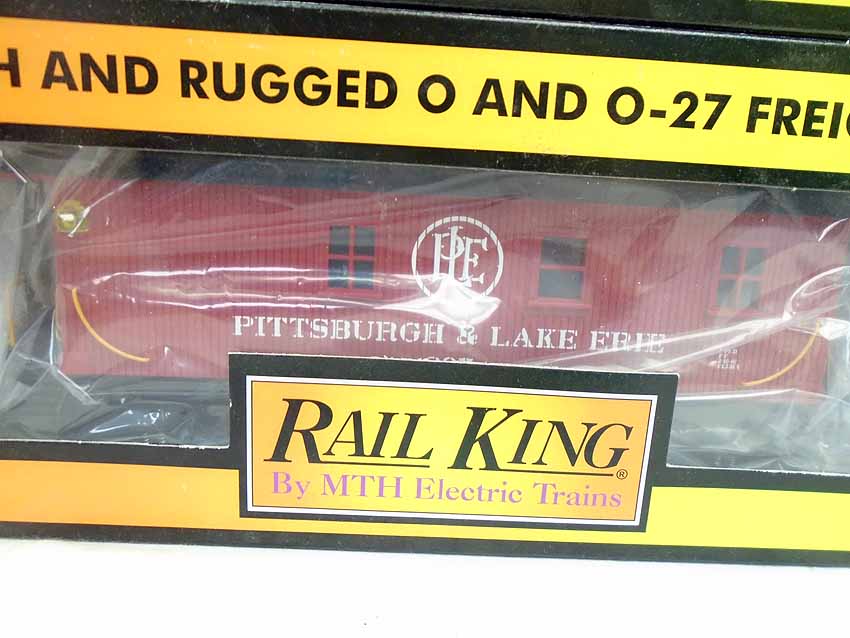 H AND RUGGED O AND O-27 FREIG
PLE
PITTSBURGH & LAKE ERIE
RAIL KING®
By MTH Electric Trains